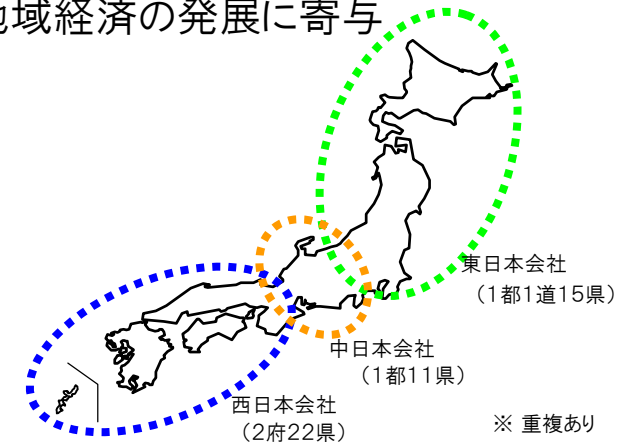 域経済の発展に寄与
東日本会社
（1都1道15県）
中日本会社
（1都11県）
西日本会社
（2府22県）
※ 重複あり